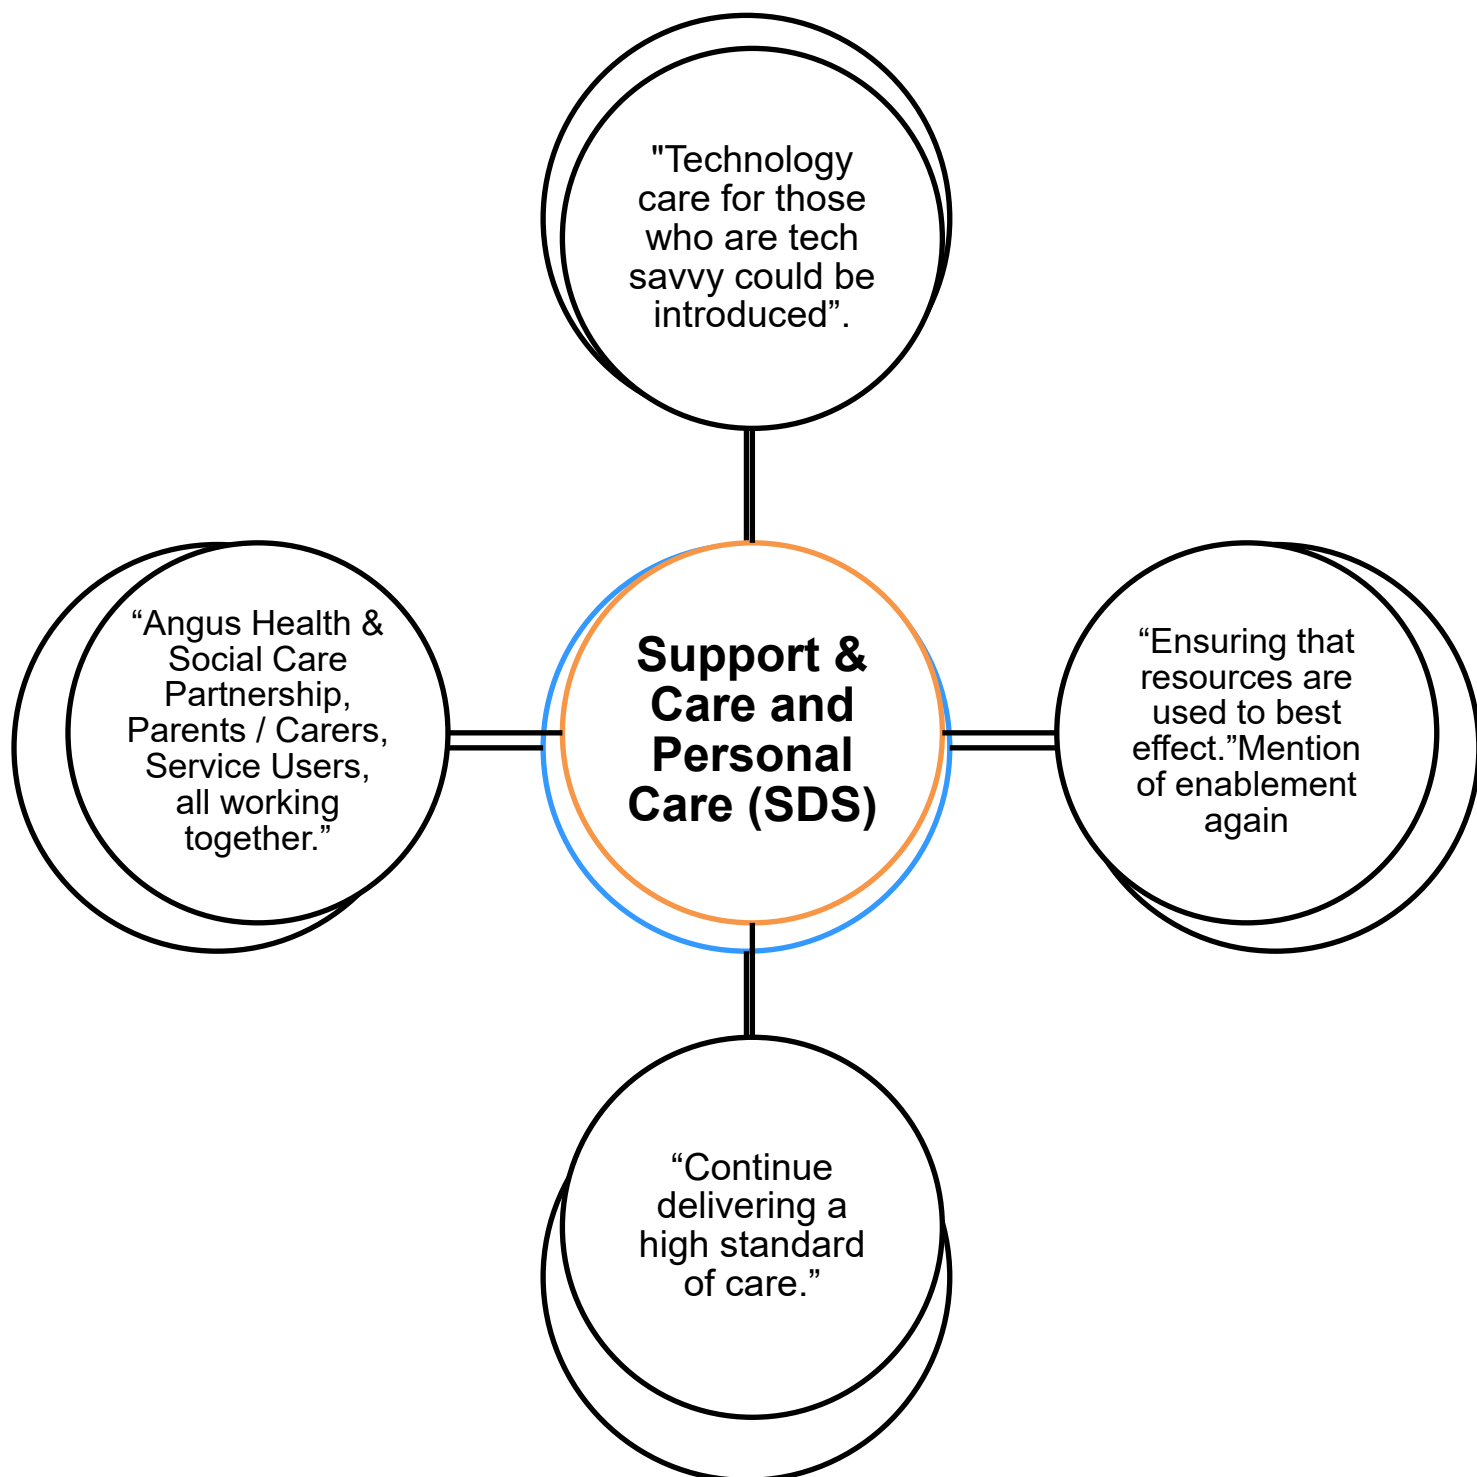 "Technology
care for those
who are tech
savvy could be
introduced”.
“Angus Health &
Social Care
Partnership,
Parents / Carers,
Service Users,
all working
together.”
Support &
Care and
Personal
Care (SDS)
“Ensuring that
resources are
used to best
effect.”Mention
of enablement
again
“Continue
delivering a
high standard
of care.”